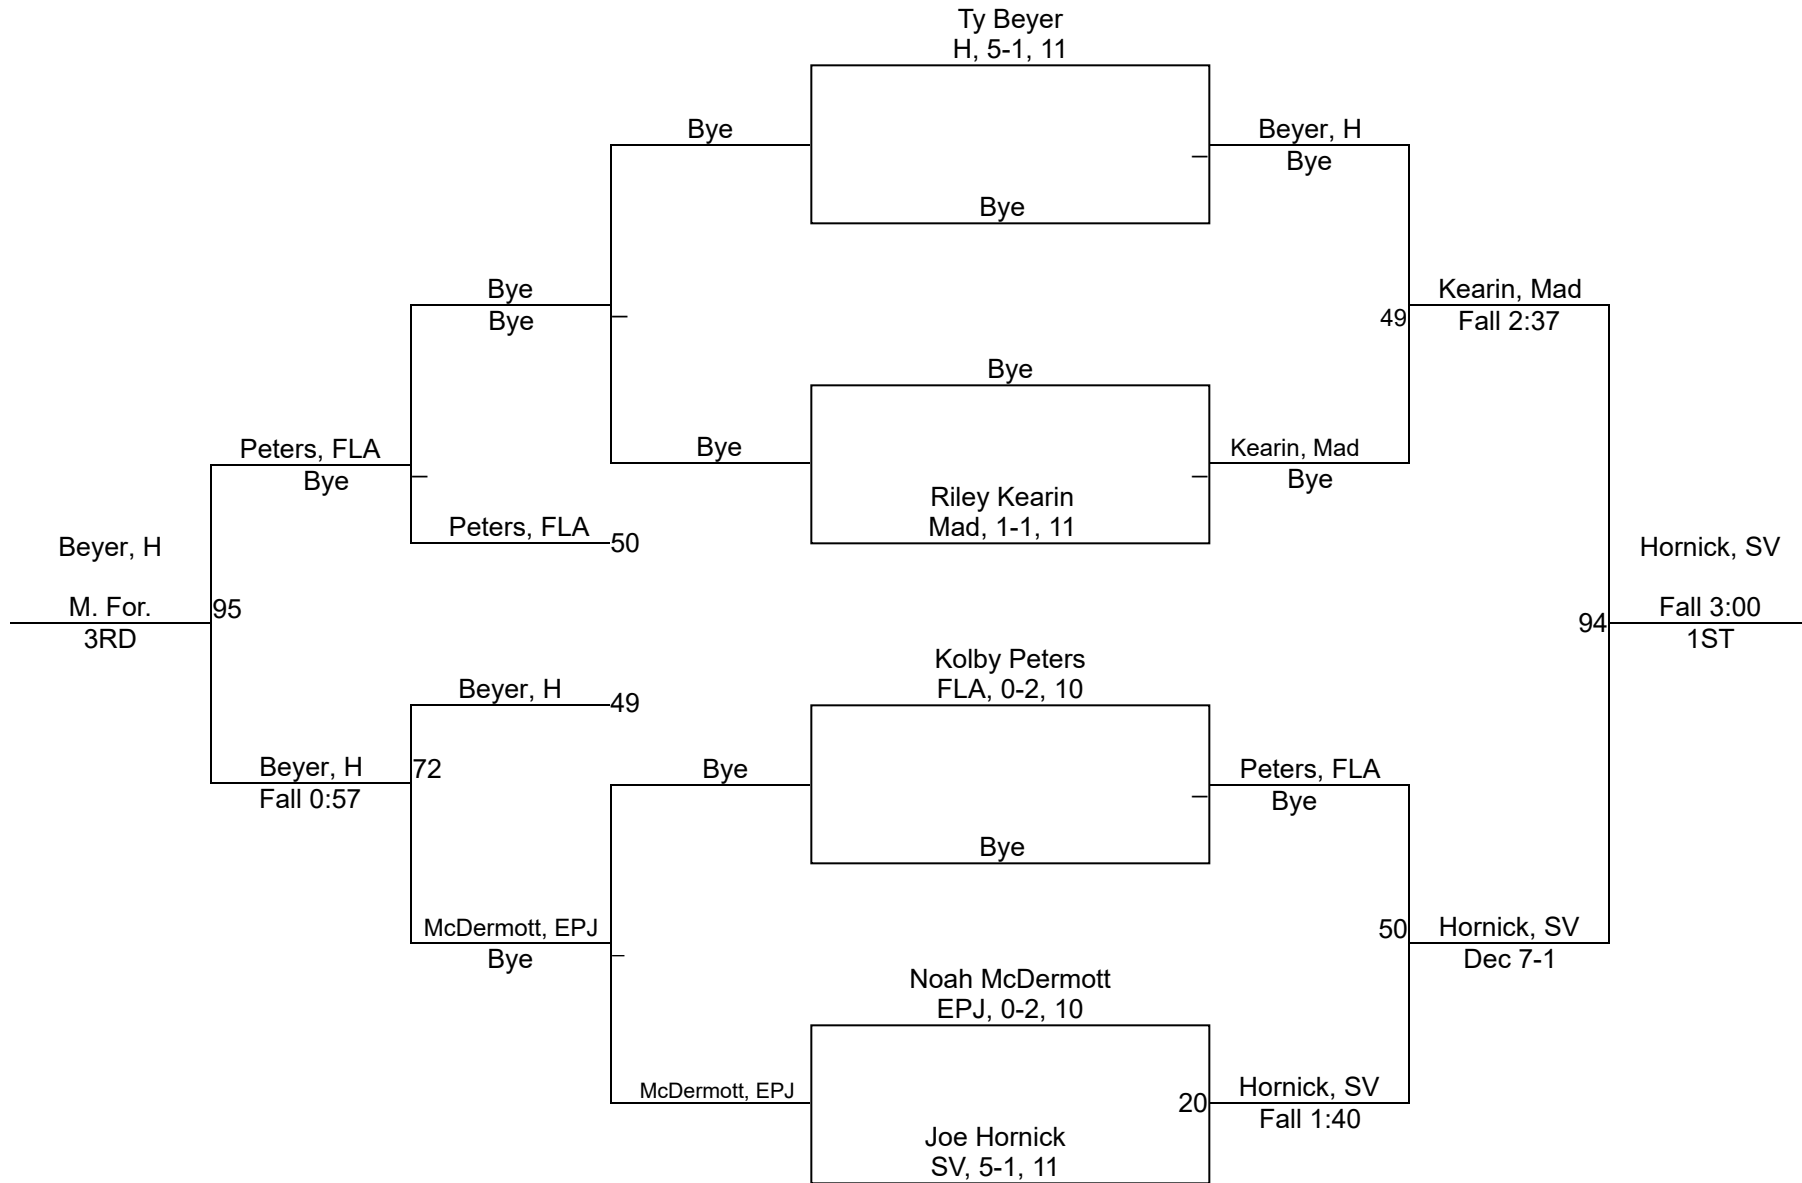 Ty Beyer
H, 5-1, 11
Bye
Beyer, H
Bye
Bye
Bye
Bye
Kearin, Mad
Fall 2:37
49
Bye
Peters, FLA
Bye
Bye
Kearin, Mad
Bye
Riley Kearin
Mad, 1-1, 11
Peters, FLA
50
Beyer, H
M. For.
3RD
95
Hornick, SV
Fall 3:00
1ST
94
Kolby Peters
FLA, 0-2, 10
Beyer, H
49
Beyer, H
Fall 0:57
72
Bye
Peters, FLA
Bye
Bye
McDermott, EPJ
Bye
50
Hornick, SV
Dec 7-1
Noah McDermott
EPJ, 0-2, 10
McDermott, EPJ
20
Hornick, SV
Fall 1:40
Joe Hornick
SV, 5-1, 11